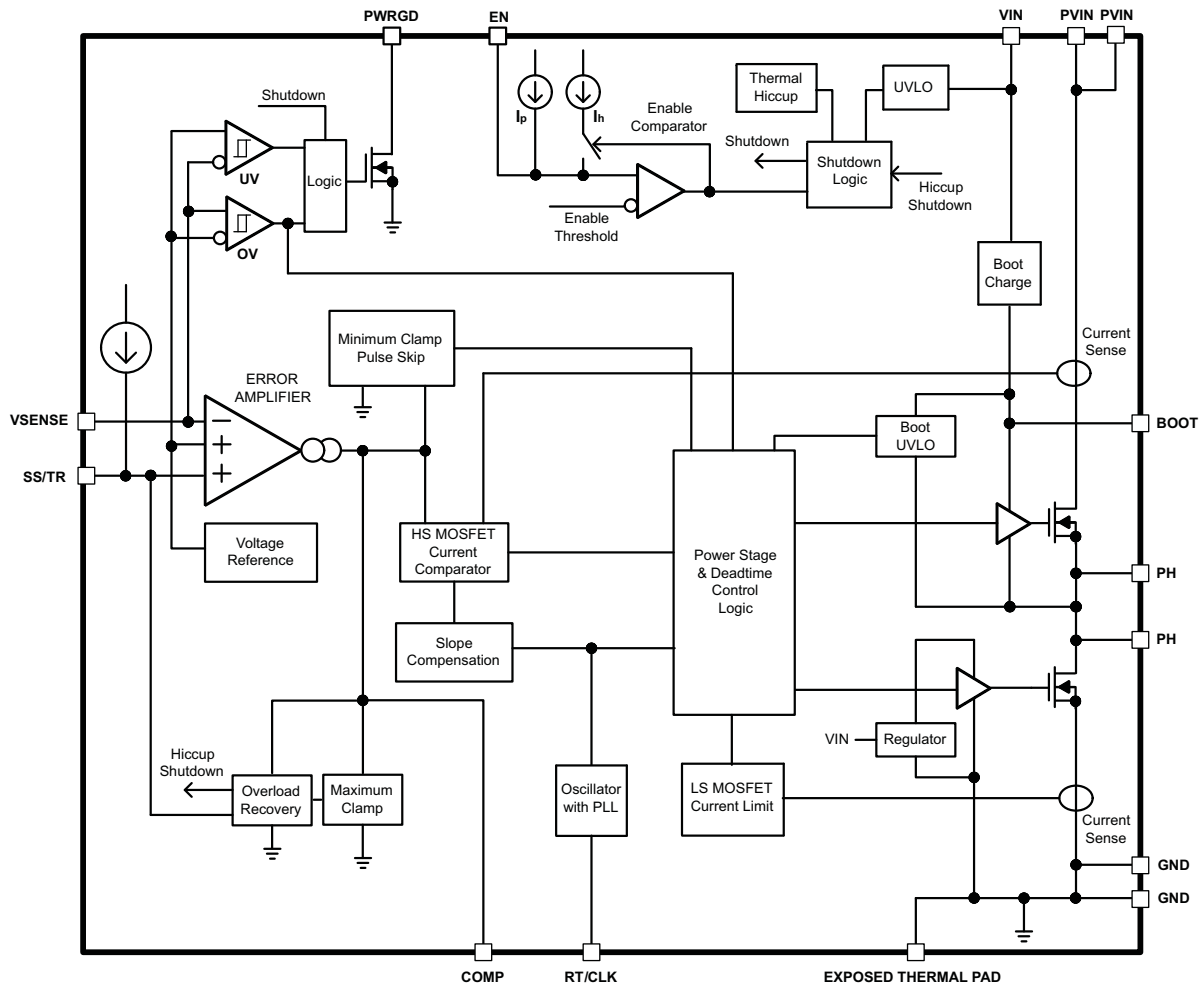 PWRGD
EN
VIN
PVIN
PVIN
Shutdown
UV
OV
Logic
Ip
Ih
Enable
Comparator
Enable
Threshold
Thermal
Hiccup
UVLO
Shutdown
Shutdown
Logic
Hiccup
Shutdown
Boot
Charge
Current
Sense
Minimum Clamp
Pulse Skip
ERROR
AMPLIFIER
VSENSE
SS/TR
−
+
+
Boot
UVLO
BOOT
Voltage
Reference
HS MOSFET
Current
Comparator
Power Stage
& Deadtime
Control
Logic
PH
Slope
Compensation
PH
VIN
Regulator
Hiccup
Shutdown
Overload
Recovery
Maximum
Clamp
Oscillator
with PLL
LS MOSFET
Current Limit
Current
Sense
GND
GND
COMP
RT/CLK
EXPOSED THERMAL PAD